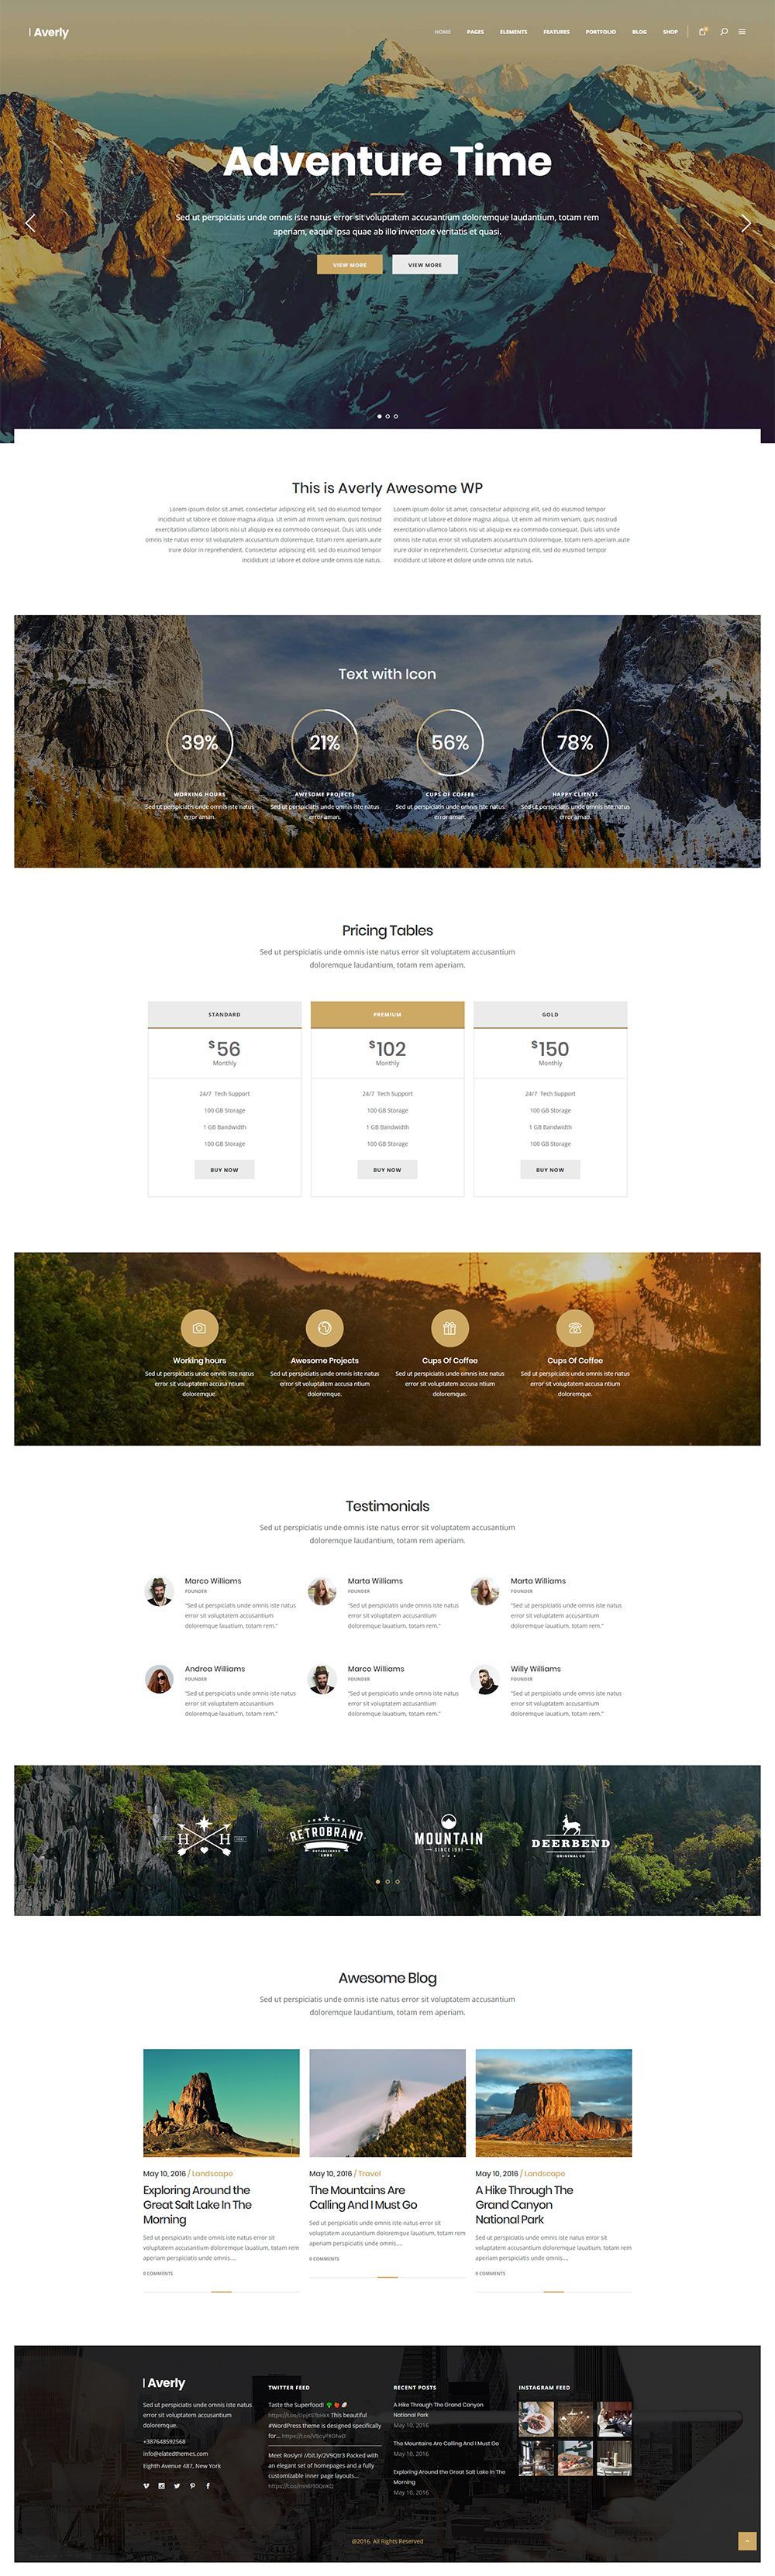 Averly
HOME PAGES ELEMENTS FEATURES PORTFOLIO BLOG SHOP
Adventure Time
Sed ut perspiciatis unde omnis iste natus error sit voluptatem accusantium doloremque laudantium, totam rem
aperiam, eaque ipsa quae ab illo inventore veritatis et quasi.
VIEW MORE VIEW MORE
This is Averly Awesome WP
Lorem ipsum dolor sit amet, consectetur adipiscing elit, sed do eiusmod tempor
incididunt ut labore et dolore magna aliqua. Ut enim ad minim veniam, quis nostrud
exercitation ullamco laboris nisi ut aliquip ex ea commodo consequat. Duis iatis unde
omnis iste natus error sit voluptatem accusantium doloremque, totam rem aperiam.aute
irure dolor in reprehenderit. Consectetur adipiscing elit, sed do eiusmod tempor
incididunt ut labore et dolore unde omnis iste natus.
Lorem ipsum dolor sit amet, consectetur adipiscing elit, sed do eiusmod tempor
incididunt ut labore et dolore magna aliqua. Ut enim ad minim veniam, quis nostrud
exercitation ullamco laboris nisi ut aliquip ex ea commodo consequat. Duis iatis unde
omnis iste natus error sit voluptatem accusantium doloremque, totam rem aperiam.aute
irure dolor in reprehenderit. Consectetur adipiscing elit, sed do eiusmod tempor
incididunt ut labore et dolore unde omnis iste natus.
Text with Icon
39% 21% 56% 78%
WORKING HOURS
Sed ut perspiciatis unde omnis iste natus
error aman.
AWESOME PROJECTS
Sed ut perspiciatis unde omnis iste natus
error aman.
CUPS OF COFFEE
Sed ut perspiciatis unde omnis iste natus
error aman.
HAPPY CLIENTS
Sed ut perspiciatis unde omnis iste natus
error aman.
Pricing Tables
Sed ut perspiciatis unde omnis iste natus error sit voluptatem accusantium
doloremque laudantium, totam rem aperiam.
STANDARD
$56
Monthly
24/7 Tech Support
100 GB Storage
1 GB Bandwidth
100 GB Storage
BUY NOW
PREMIUM
$102
Monthly
24/7 Tech Support
100 GB Storage
1 GB Bandwidth
100 GB Storage
BUY NOW
GOLD
$150
Monthly
24/7 Tech Support
100 GB Storage
1 GB Bandwidth
100 GB Storage
BUY NOW
Working hours
Sed ut perspiciatis unde omnis iste natus
error sit voluptatem accusa ntium
doloremque.
Awesome Projects
Sed ut perspiciatis unde omnis iste natus
error sit voluptatem accusa ntium
doloremque.
Cups Of Coffee
Sed ut perspiciatis unde omnis iste natus
error sit voluptatem accusa ntium
doloremque.
Cups Of Coffee
Sed ut perspiciatis unde omnis iste natus
error sit voluptatem accusa ntium
doloremque.
Testimonials
Sed ut perspiciatis unde omnis iste natus error sit voluptatem accusantium
doloremque laudantium, totam rem aperiam.
Marco Williams
FOUNDER
"Sed ut perspiciatis unde omnis iste natus
error sit voluptatem accusantium
doloremque lauatium, totam rem."
Marta Williams
FOUNDER
"Sed ut perspiciatis unde omnis iste natus
error sit voluptatem accusantium
doloremque lauatium, totam rem."
Marta Williams
FOUNDER
"Sed ut perspiciatis unde omnis iste natus
error sit voluptatem accusantium
doloremque lauatium, totam rem."
Andrea Williams
FOUNDER
"Sed ut perspiciatis unde omnis iste natus
error sit voluptatem accusantium
doloremque lauatium, totam rem."
Marco Williams
FOUNDER
"Sed ut perspiciatis unde omnis iste natus
error sit voluptatem accusantium
doloremque lauatium, totam rem."
Willy Williams
FOUNDER
"Sed ut perspiciatis unde omnis iste natus
error sit voluptatem accusantium
doloremque lauatium, totam rem."
H H
RETROBRAND
ESTABLISHED
1991
MOUNTAIN
SINCE 1991
DEERBEND
ORIGINAL CO
Awesome Blog
Sed ut perspiciatis unde omnis iste natus error sit voluptatem accusantium
doloremque laudantium, totam rem aperiam.
May 10, 2016 / Landscape
Exploring Around the
Great Salt Lake In The
Morning
Sed ut perspiciatis unde omnis iste natus error sit
voluptatem accusantium doloremque lauatium, totam rem
aperiam perspiciatis unde omnis....
0 COMMENTS
May 10, 2016 / Travel
The Mountains Are
Calling And I Must Go
Sed ut perspiciatis unde omnis iste natus error sit
voluptatem accusantium doloremque lauatium, totam rem
aperiam perspiciatis unde omnis....
0 COMMENTS
May 10, 2016 / Landscape
A Hike Through The
Grand Canyon
National Park
Sed ut perspiciatis unde omnis iste natus error sit
voluptatem accusantium doloremque lauatium, totam rem
aperiam perspiciatis unde omnis....
0 COMMENTS
Averly
Sed ut perspiciatis unde omnis iste natus
error sit voluptatem accusantium
doloremque.
+387648592568
info@elatedthemes.com
Eighth Avenue 487, New York
TWITTER FEED
Taste the Superfood!
This beautiful
#WordPress theme is designed specifically
for...
Meet Roslyn! //bit.ly/2V9Qtr3 Packed with
an elegant set of homepages and a fully
customizable inner page layouts...
RECENT POSTS
A Hike Through The Grand Canyon
National Park
May 10, 2016
The Mountains Are Calling And I Must Go
May 10, 2016
Exploring Around the Great Salt Lake In The
Morning
May 10, 2016
INSTAGRAM FEED
@2016. All Rights Reserved